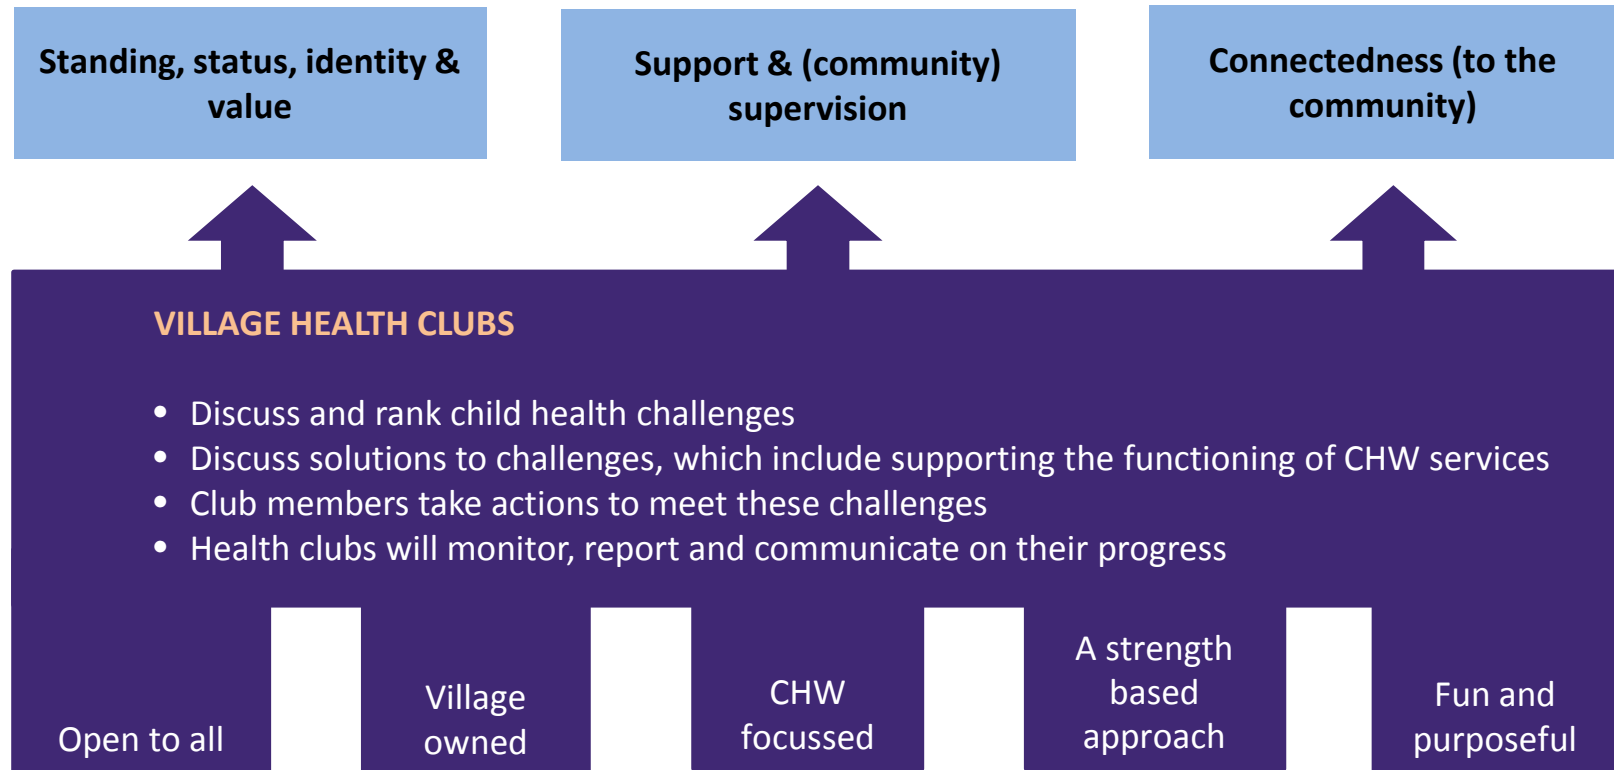 Standing, status, identity &
value
Support & (community)
supervision
Connectedness (to the
community)
VILLAGE HEALTH CLUBS
• Discuss and rank child health challenges
• Discuss solutions to challenges, which include supporting the functioning of CHW services
• Club members take actions to meet these challenges
• Health clubs will monitor, report and communicate on their progress
Open to all
Village
owned
CHW
focussed
A strength
based
approach
Fun and
purposeful